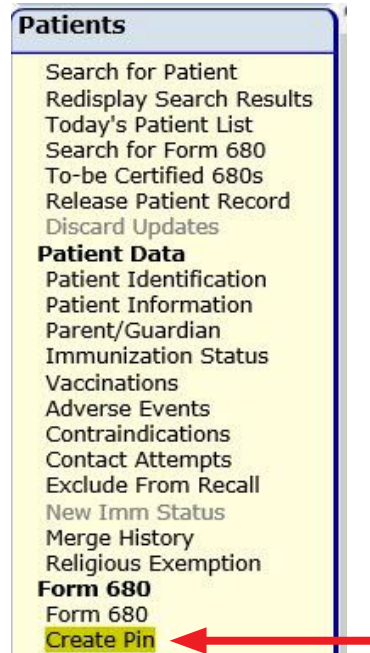 Patients
Search for Patient
Redisplay Search Results
Today's Patient List
Search for Form 680
To-be Certified 680s
Release Patient Record
Discard Updates
Patient Data
Patient Identification
Patient Information
Parent/Guardian
Immunization Status
Vaccinations
Adverse Events
Contraindications
Contact Attempts
Exclude From Recall
New Imm Status
Merge History
Religious Exemption
Form 680
Form 680
Create Pin